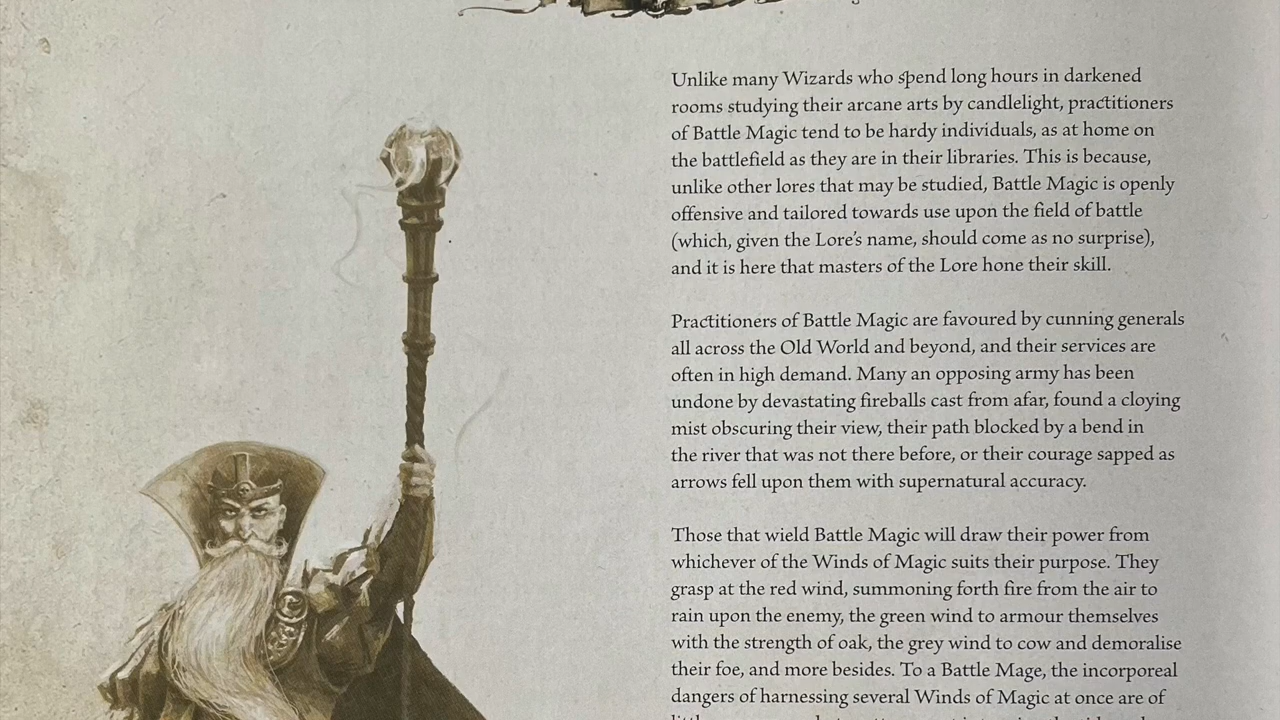 Unlike many Wizards who spend long hours in darkened
rooms studying their arcane arts by candlelight, practitioners
of Battle Magic tend to be hardy individuals, as at home on
the battlefield as they are in their libraries. This is because,
unlike other lores that may be studied, Battle Magic is openly
offensive and tailored towards use upon the field of battle
(which, given the Lore's name, should come as no surprise),
and it is here that masters of the Lore hone their skill.
Practitioners of Battle Magic are favoured by cunning generals
all across the Old World and beyond, and their services are
often in high demand. Many an opposing army has been
undone by devastating fireballs cast from afar, found a cloying
mist obscuring their view, their path blocked by a bend in
the river that was not there before, or their courage sapped as
arrows fell upon them with supernatural accuracy.
Those that wield Battle Magic will draw their power from
whichever of the Winds of Magic suits their purpose. They
grasp at the red wind, summoning forth fire from the air to
rain upon the enemy, the green wind to armour themselves
with the strength of oak, the grey wind to cow and demoralise
their foe, and more besides. To a Battle Mage, the incorporeal
dangers of harnessing several Winds of Magic at once are of